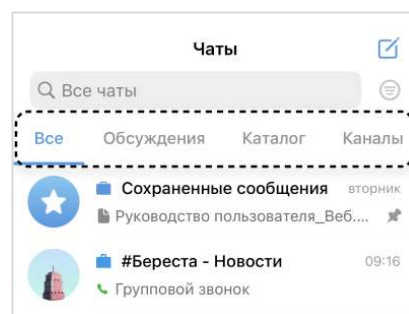 Чаты
Все чаты
Все Обсуждения Каталог Каналы
Сохраненные сообщения вторник
Руководство пользователя_Веб....
#Береста - Новости 09:16
Групповой звонок